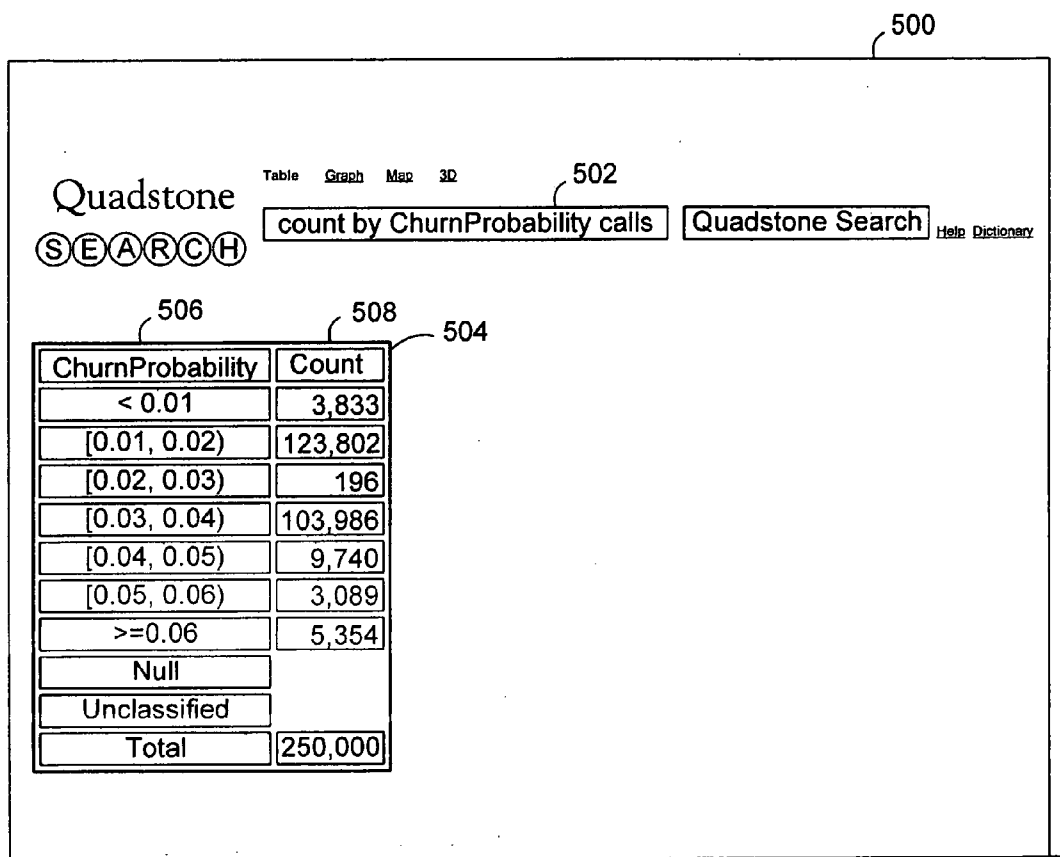 500
Quadstone
SEARCH
Table Graph Map 3D
502
count by ChurnProbability calls
Quadstone Search
Help Dictionary
506
508
504
ChurnProbability Count
< 0.01 3,833
[0.01, 0.02) 123,802
[0.02, 0.03) 196
[0.03, 0.04) 103,986
[0.04, 0.05) 9,740
[0.05, 0.06) 3,089
>=0.06 5,354
Null
Unclassified
Total 250,000